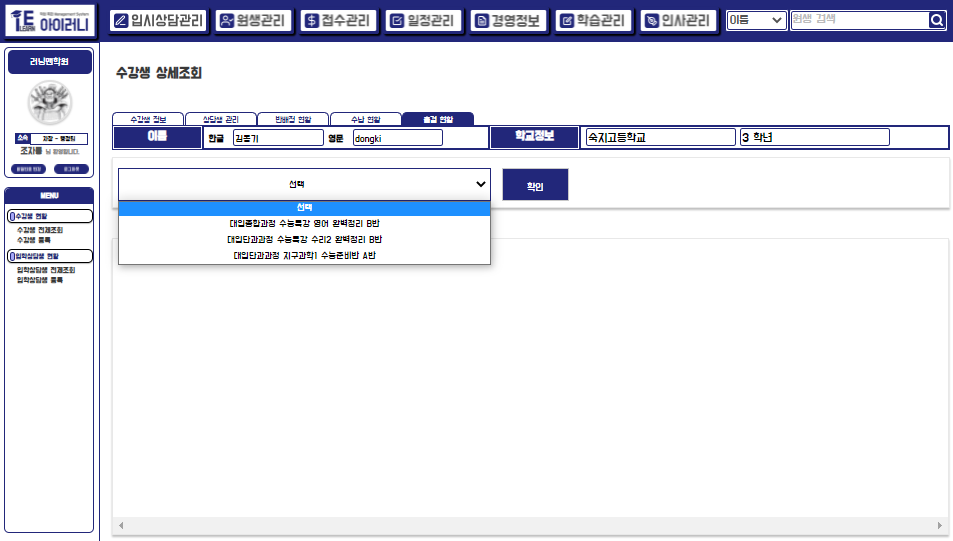 IE 아이러니
LEARN
입시상담관리
원생관리
접수관리
일정관리
경영정보
학습관리
인사관리
이름
원생 검색
러닝맨학원
소속
조자룡 님 환영합니다.
MENU
수강생 현황
수강생 전체조회
수강생 등록
입학상담생 현황
입학상담생 전체조회
입학상담생 등록
수강생 상세조회
수강생 정보
상담생 관리
반배정 현황
수납 현황
출결 현황
이름
한글
김동기
영문
dongki
학교정보
숙지고등학교
3 학년
선택
확인
선택
대입종합과정 수능특강 영어 완벽정리 B반
대입단과과정 수능특강 수리2 완벽정리 B반
대입단과과정 지구과학1 수능준비반 A반